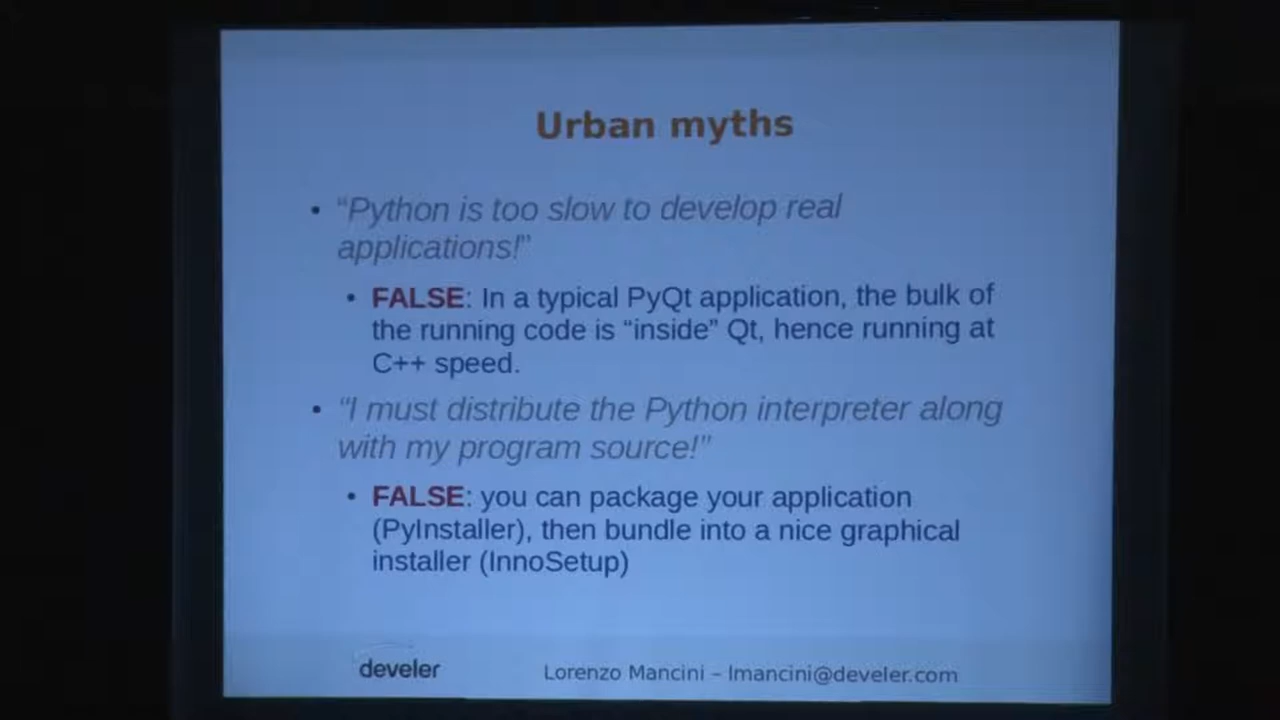 Urban myths
• “Python is too slow to develop real
applications!”
• FALSE: In a typical PyQt application, the bulk of
the running code is “inside” Qt, hence running at
C++ speed.
• “I must distribute the Python interpreter along
with my program source!”
• FALSE: you can package your application
(PyInstaller), then bundle into a nice graphical
installer (InnoSetup)
develer
Lorenzo Mancini – lmancini@develer.com